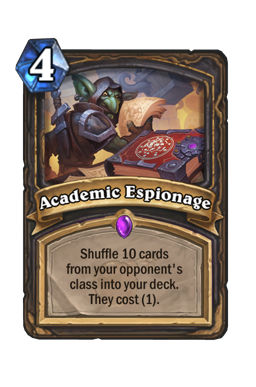 4
Academic Espionage
Shuffle 10 cards
from your opponent's
class into your deck.
They cost (1).